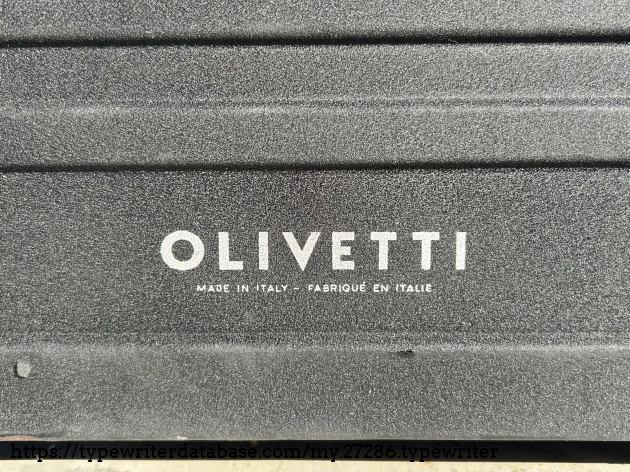 OLIVETTI
MADE IN ITALY - FABRIQUÉ EN ITALIE
https://typewriterdatabase.com/my.27286.typewriter